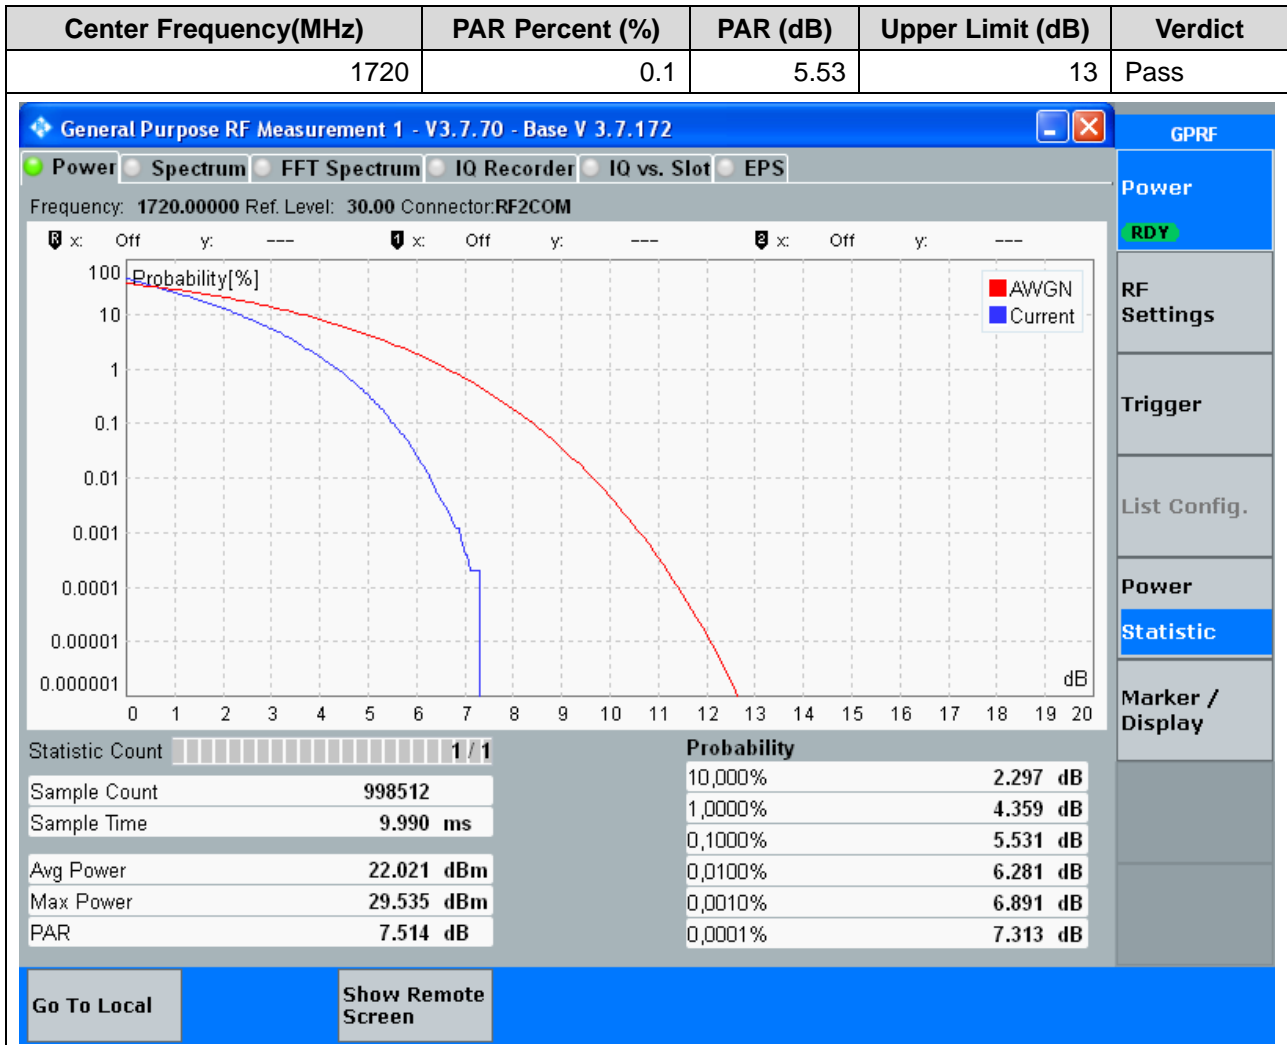 Center Frequency(MHz) PAR Percent (%) PAR (dB) Upper Limit (dB) Verdict
1720 0.1 5.53 13 Pass
General Purpose RF Measurement 1 - V3.7.70 - Base V 3.7.172
GPRF
Power Spectrum FFT Spectrum IQ Recorder IQ vs. Slot EPS
Frequency: 1720.00000 Ref. Level: 30.00 Connector:RF2COM
R x: Off y: --- 1 x: Off y: --- 2 x: Off y: ---
Probability[%]
AWGN
Current
100
10
1
0.1
0.01
0.001
0.0001
0.00001
0.000001
dB
0 1 2 3 4 5 6 7 8 9 10 11 12 13 14 15 16 17 18 19 20
Statistic Count 1 / 1
Sample Count 998512
Sample Time 9.990 ms
Avg Power 22.021 dBm
Max Power 29.535 dBm
PAR 7.514 dB
Probability
10,000% 2.297 dB
1,0000% 4.359 dB
0,1000% 5.531 dB
0,0100% 6.281 dB
0,0010% 6.891 dB
0,0001% 7.313 dB
Power
RDY
RF
Settings
Trigger
List Config.
Power
Statistic
Marker /
Display
Go To Local
Show Remote
Screen